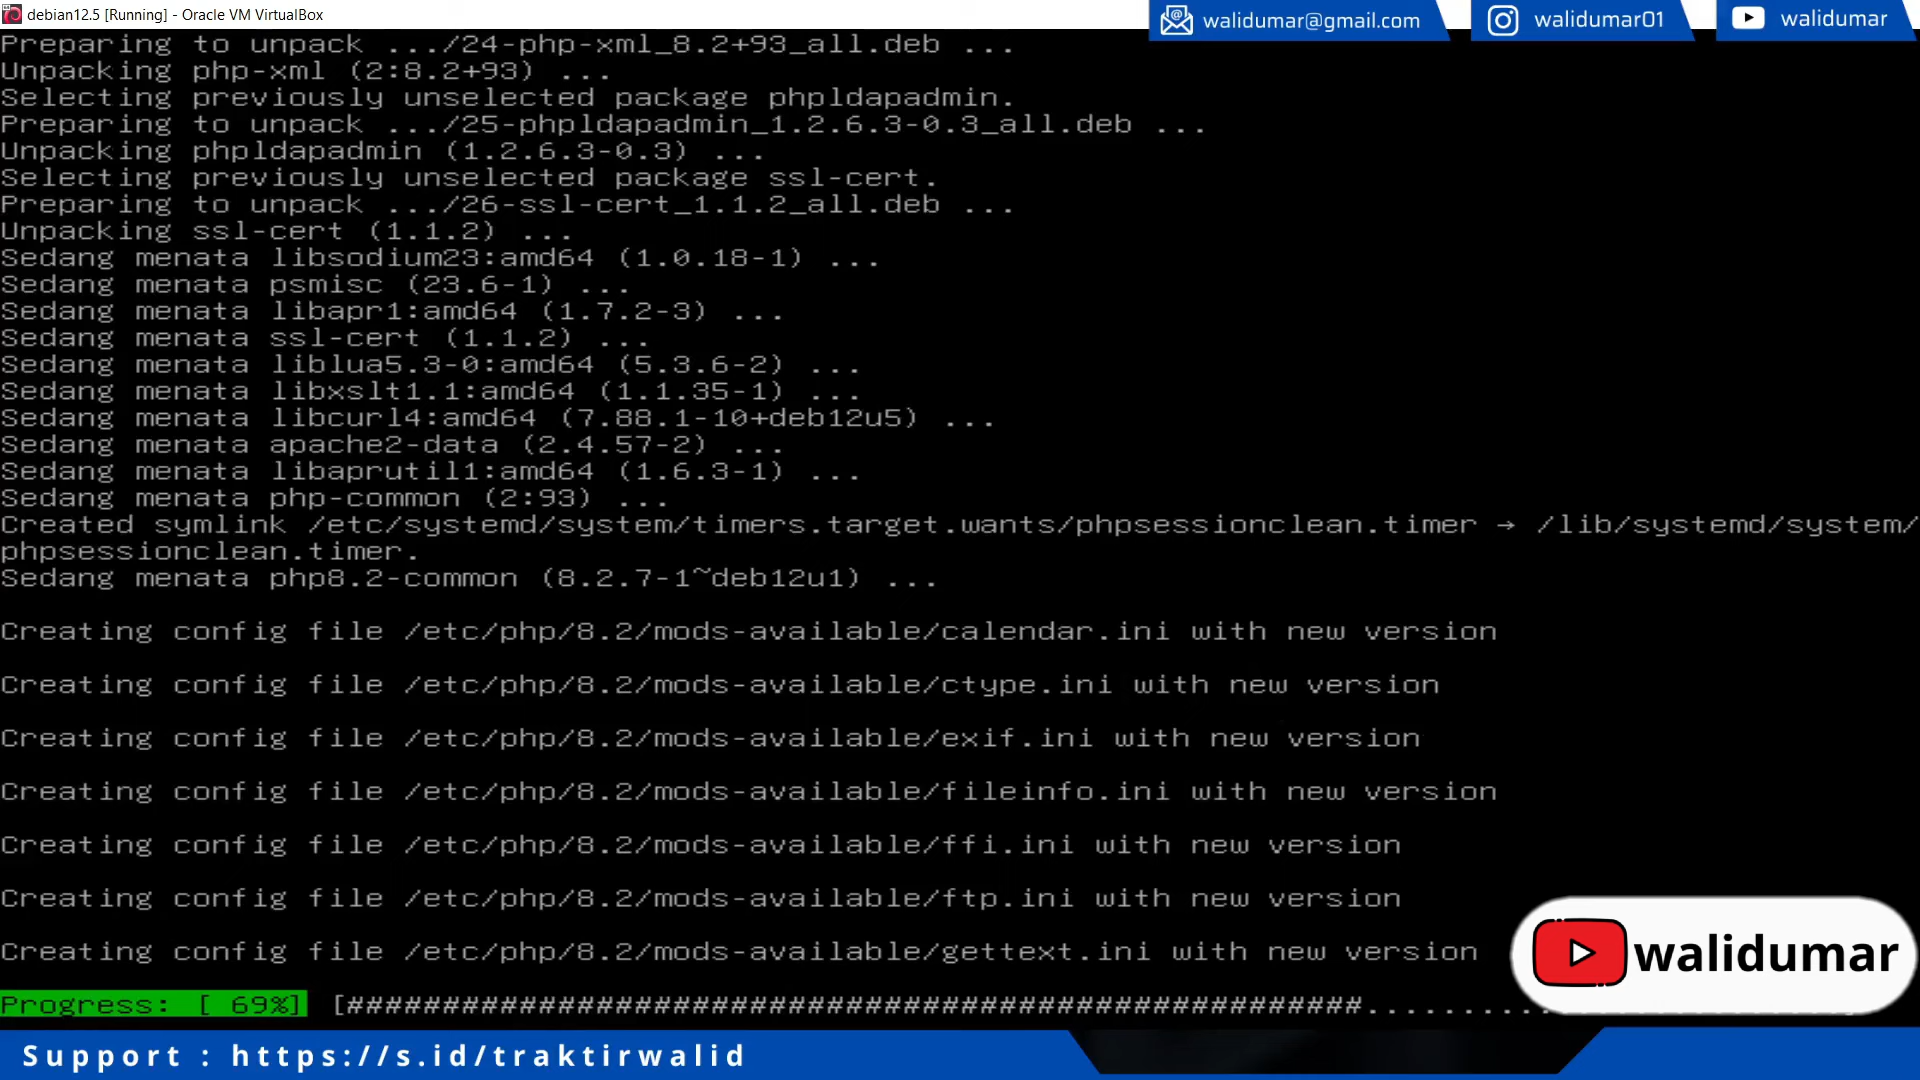 debian12.5 [Running] - Oracle VM VirtualBox
walidumar@gmail.com
walidumar01
walidumar
Preparing to unpack .../24-php-xml_8.2+93_all.deb ...
Unpacking php-xml (2:8.2+93) ...
Selecting previously unselected package phpldapadmin.
Preparing to unpack .../25-phpldapadmin_1.2.6.3-0.3_all.deb ...
Unpacking phpldapadmin (1.2.6.3-0.3) ...
Selecting previously unselected package ssl-cert.
Preparing to unpack .../26-ssl-cert_1.1.2_all.deb ...
Unpacking ssl-cert (1.1.2) ...
Sedang menata libsodium23:amd64 (1.0.18-1) ...
Sedang menata psmisc (23.6-1) ...
Sedang menata libapr1:amd64 (1.7.2-3) ...
Sedang menata ssl-cert (1.1.2) ...
Sedang menata liblua5.3-0:amd64 (5.3.6-2) ...
Sedang menata libxslt1.1:amd64 (1.1.35-1) ...
Sedang menata libcurl4:amd64 (7.88.1-10+deb12u5) ...
Sedang menata apache2-data (2.4.57-2) ...
Sedang menata libaprutil1:amd64 (1.6.3-1) ...
Sedang menata php-common (2:93) ...
Created symlink /etc/systemd/system/timers.target.wants/phpsessionclean.timer → /lib/systemd/system/
phpsessionclean.timer.
Sedang menata php8.2-common (8.2.7-1~deb12u1) ...
Creating config file /etc/php/8.2/mods-available/calendar.ini with new version
Creating config file /etc/php/8.2/mods-available/ctype.ini with new version
Creating config file /etc/php/8.2/mods-available/exif.ini with new version
Creating config file /etc/php/8.2/mods-available/fileinfo.ini with new version
Creating config file /etc/php/8.2/mods-available/ffi.ini with new version
Creating config file /etc/php/8.2/mods-available/ftp.ini with new version
Creating config file /etc/php/8.2/mods-available/gettext.ini with new version
walidumar
Progress: [ 69%] [#####################################################..........
Support : https://s.id/traktirwalid